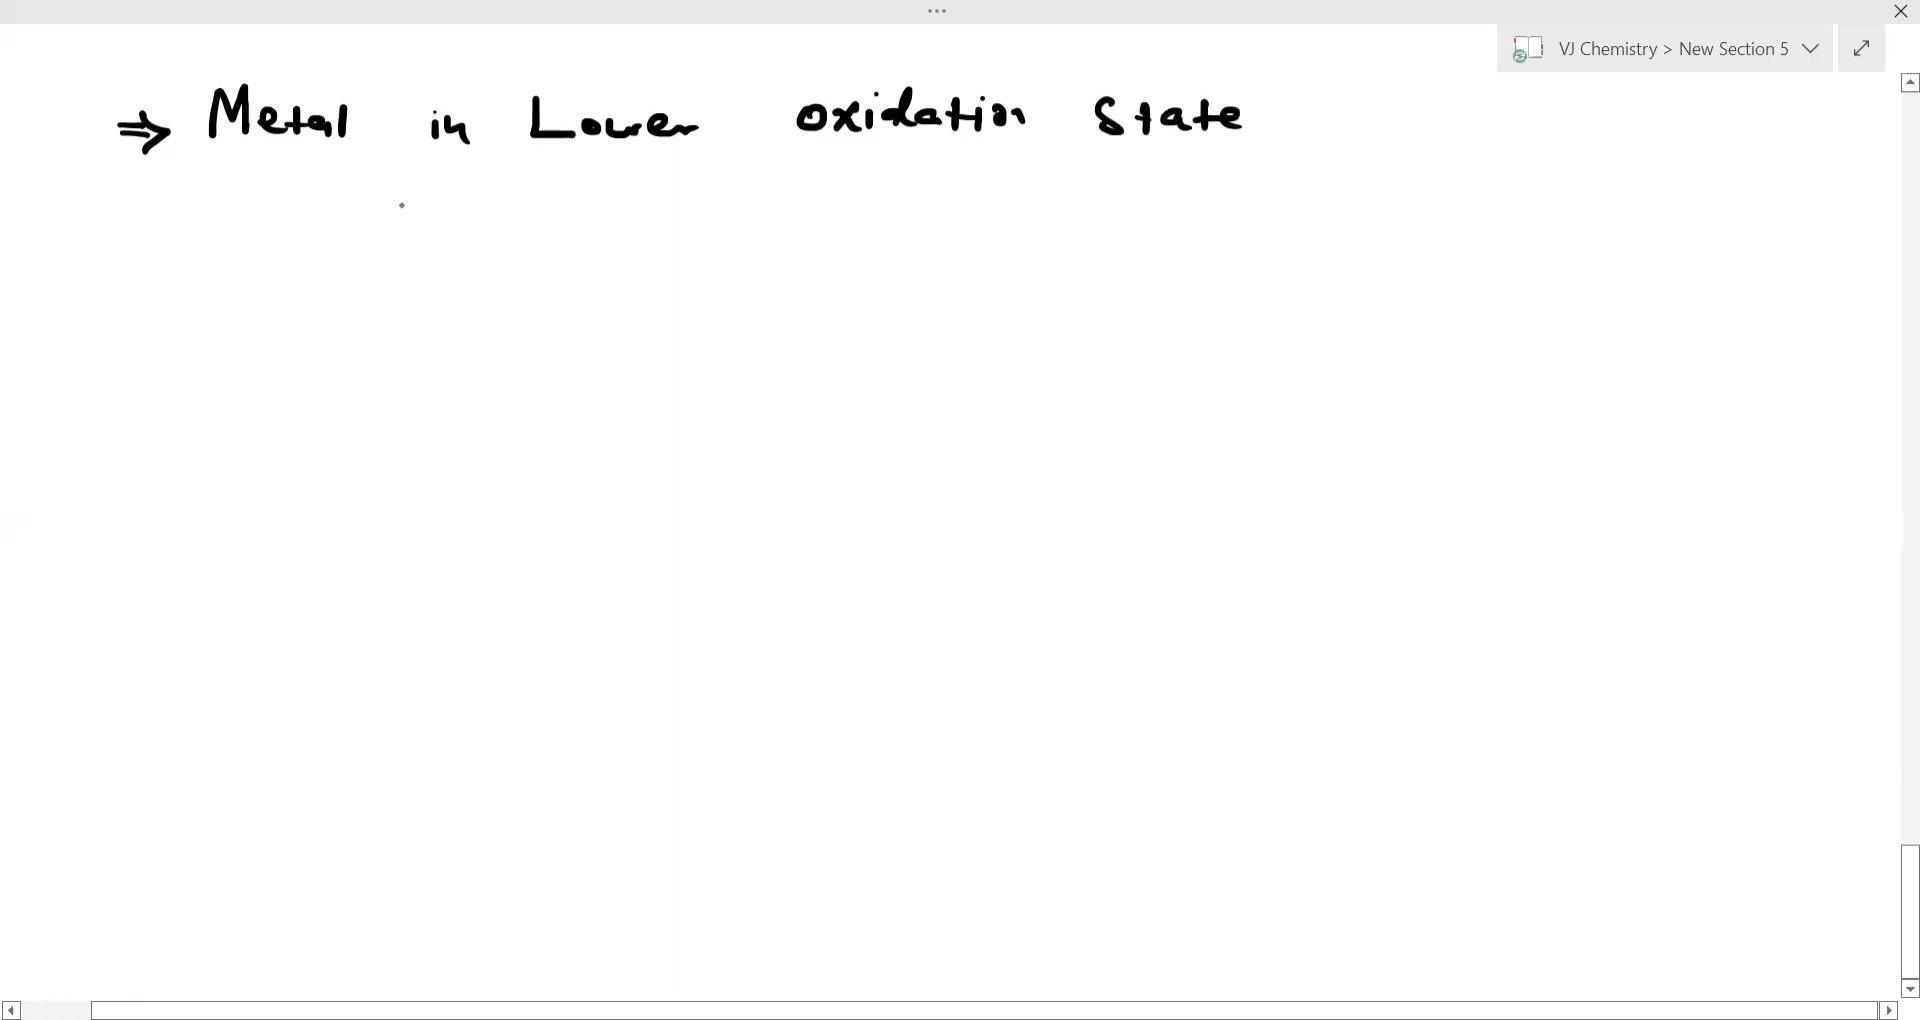 VJ Chemistry > New Section 5
⇒ Metal in Lower oxidation State